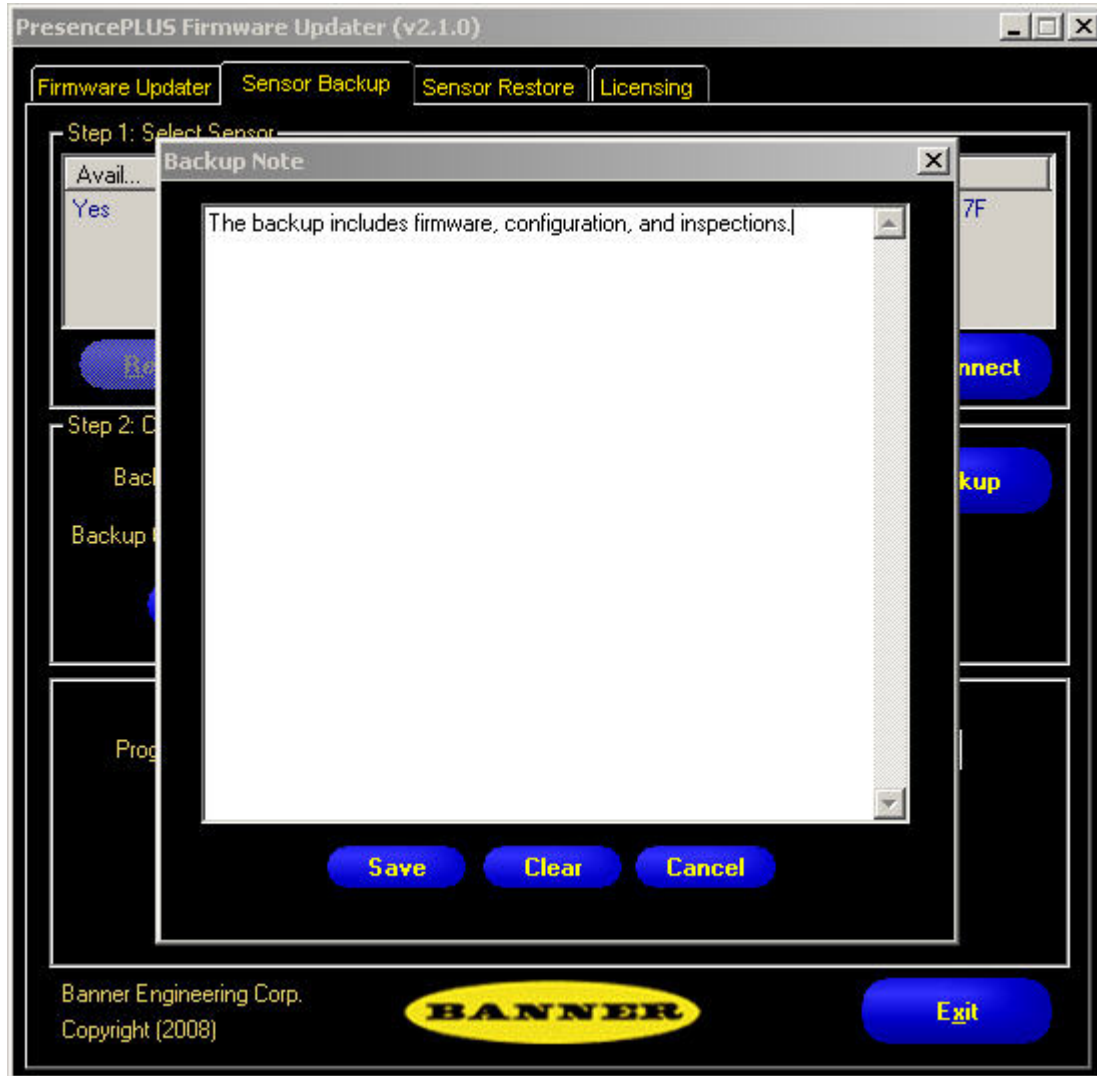 PresencePLUS Firmware Updater (v2.1.0)
Firmware Updater Sensor Backup Sensor Restore Licensing
Step 1: Select Sensor
Backup Note
Avail...
Yes 7F
The backup includes firmware, configuration, and inspections.
nnect
Step 2: C
Bac
kup
Backup
Prog
Save Clear Cancel
Banner Engineering Corp.
BANNER
Exit
Copyright (2008)